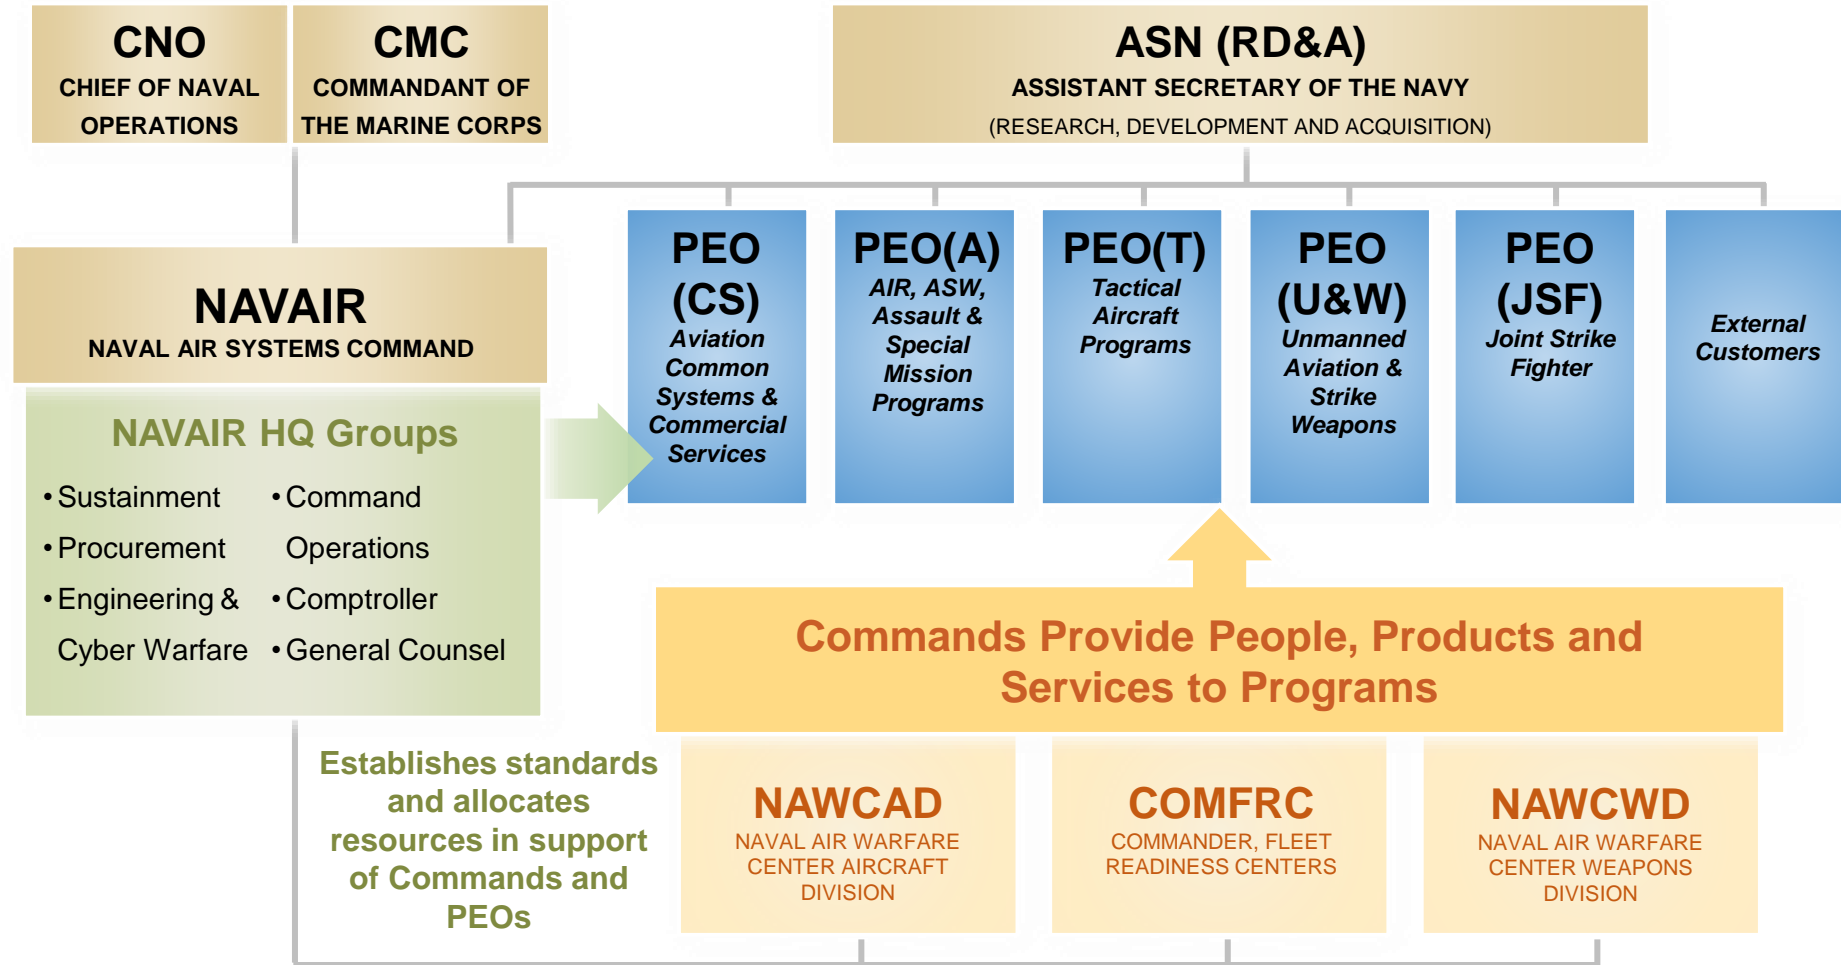 CNO
CHIEF OF NAVAL
OPERATIONS
CMC
COMMANDANT OF
THE MARINE CORPS
ASN (RD&A)
ASSISTANT SECRETARY OF THE NAVY
(RESEARCH, DEVELOPMENT AND ACQUISITION)
NAVAIR
NAVAL AIR SYSTEMS COMMAND
NAVAIR HQ Groups
• Sustainment
• Procurement
• Engineering &
Cyber Warfare
• Command
Operations
• Comptroller
• General Counsel
PEO
(CS)
Aviation
Common
Systems &
Commercial
Services
PEO(A)
AIR, ASW,
Assault &
Special
Mission
Programs
PEO(T)
Tactical
Aircraft
Programs
PEO
(U&W)
Unmanned
Aviation &
Strike
Weapons
PEO
(JSF)
Joint Strike
Fighter
External
Customers
Commands Provide People, Products and
Services to Programs
Establishes standards
and allocates
resources in support
of Commands and
PEOs
NAWCAD
NAVAL AIR WARFARE
CENTER AIRCRAFT
DIVISION
COMFRC
COMMANDER, FLEET
READINESS CENTERS
NAWCWD
NAVAL AIR WARFARE
CENTER WEAPONS
DIVISION